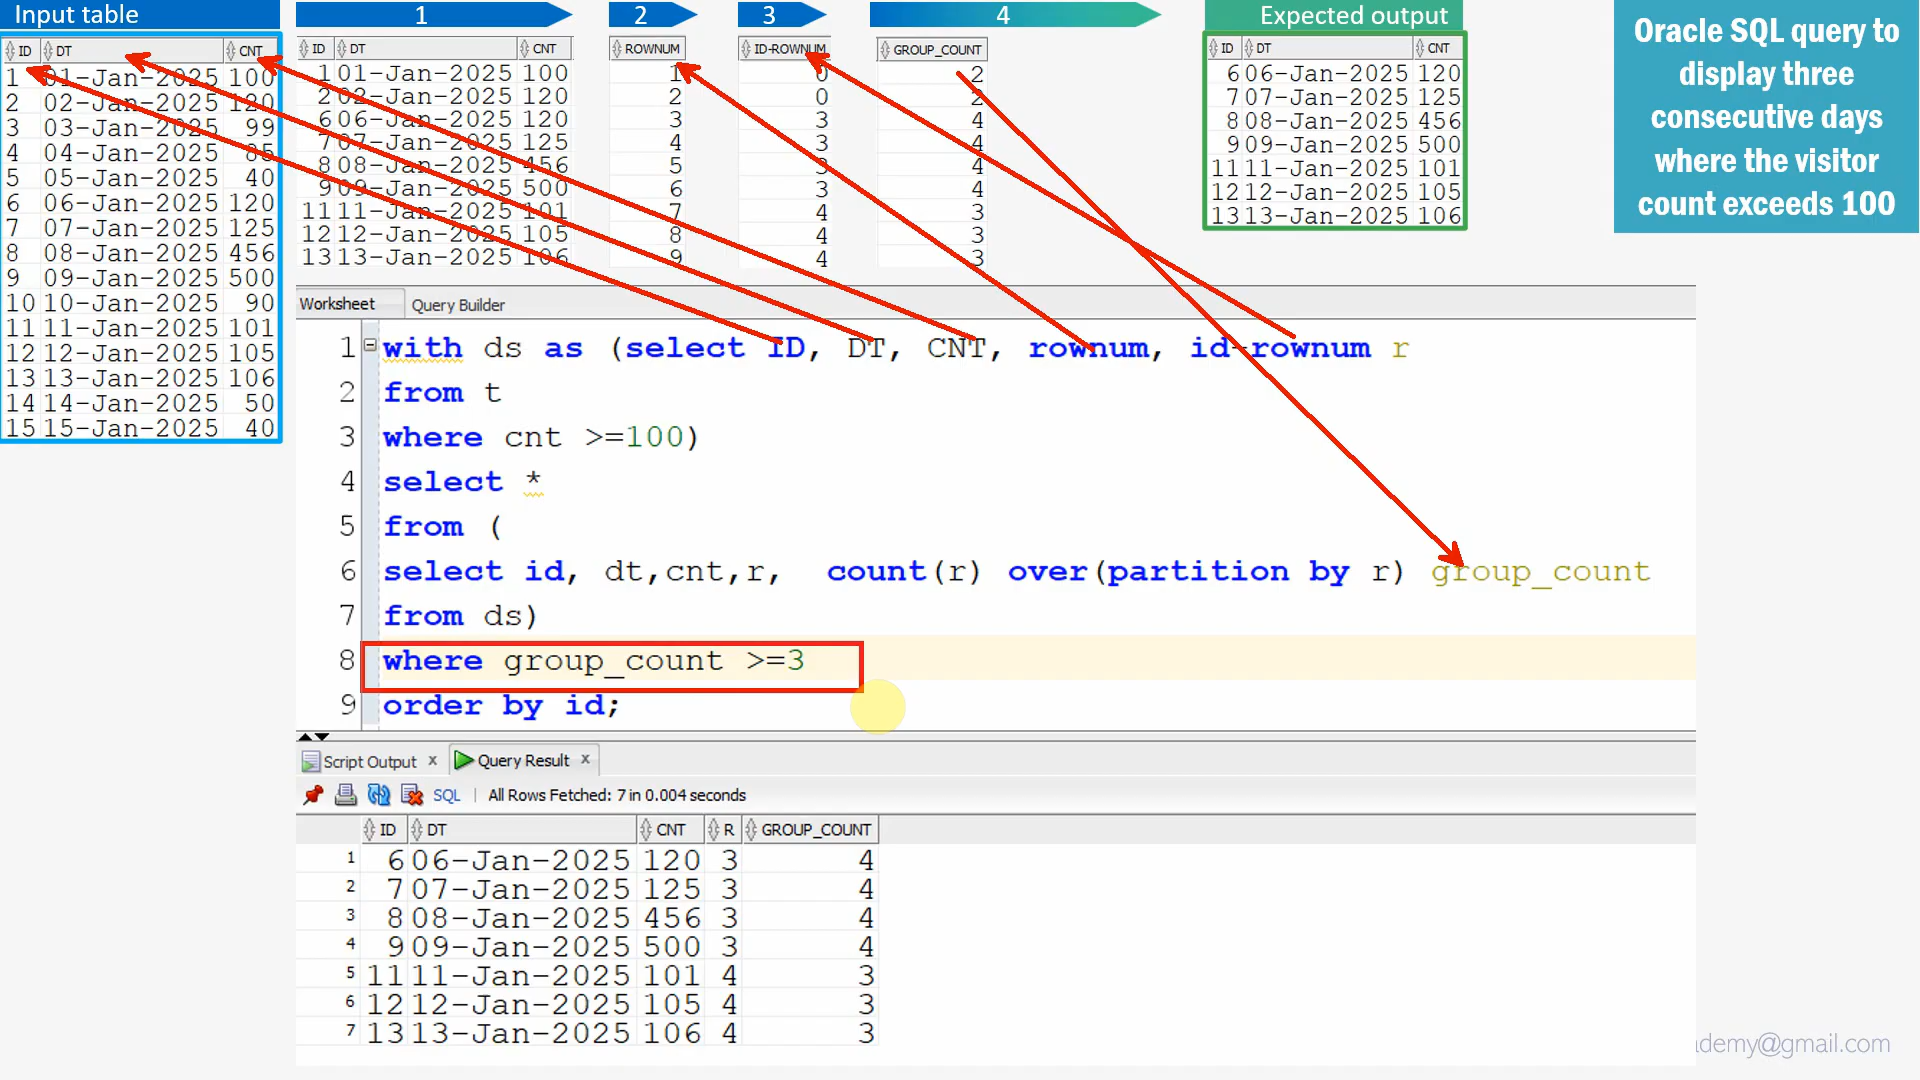 Input table
ID DT CNT
1 01-Jan-2025 100
2 02-Jan-2025 120
3 03-Jan-2025 99
4 04-Jan-2025 85
5 05-Jan-2025 40
6 06-Jan-2025 120
7 07-Jan-2025 125
8 08-Jan-2025 456
9 09-Jan-2025 500
10 10-Jan-2025 90
11 11-Jan-2025 101
12 12-Jan-2025 105
13 13-Jan-2025 106
14 14-Jan-2025 50
15 15-Jan-2025 40
1
ID DT CNT
1 01-Jan-2025 100
2 02-Jan-2025 120
6 06-Jan-2025 120
7 07-Jan-2025 125
8 08-Jan-2025 456
9 09-Jan-2025 500
11 11-Jan-2025 101
12 12-Jan-2025 105
13 13-Jan-2025 106
2
ROWNUM
1
2
3
4
5
6
7
8
9
3
ID-ROWNUM
0
0
3
3
3
3
4
4
4
4
GROUP_COUNT
2
2
4
4
4
4
3
3
3
Expected output
ID DT CNT
6 06-Jan-2025 120
7 07-Jan-2025 125
8 08-Jan-2025 456
9 09-Jan-2025 500
11 11-Jan-2025 101
12 12-Jan-2025 105
13 13-Jan-2025 106
Oracle SQL query to
display three
consecutive days
where the visitor
count exceeds 100
Worksheet Query Builder
1 with ds as (select ID, DT, CNT, rownum, id-rownum r
2 from t
3 where cnt >=100)
4 select *
5 from (
6 select id, dt,cnt,r, count(r) over(partition by r) group_count
7 from ds)
8 where group_count >=3
9 order by id;
Script Output x Query Result x
SQL | All Rows Fetched: 7 in 0.004 seconds
ID DT CNT R GROUP_COUNT
1 6 06-Jan-2025 120 3 4
2 7 07-Jan-2025 125 3 4
3 8 08-Jan-2025 456 3 4
4 9 09-Jan-2025 500 3 4
5 11 11-Jan-2025 101 4 3
6 12 12-Jan-2025 105 4 3
7 13 13-Jan-2025 106 4 3
ademy@gmail.com